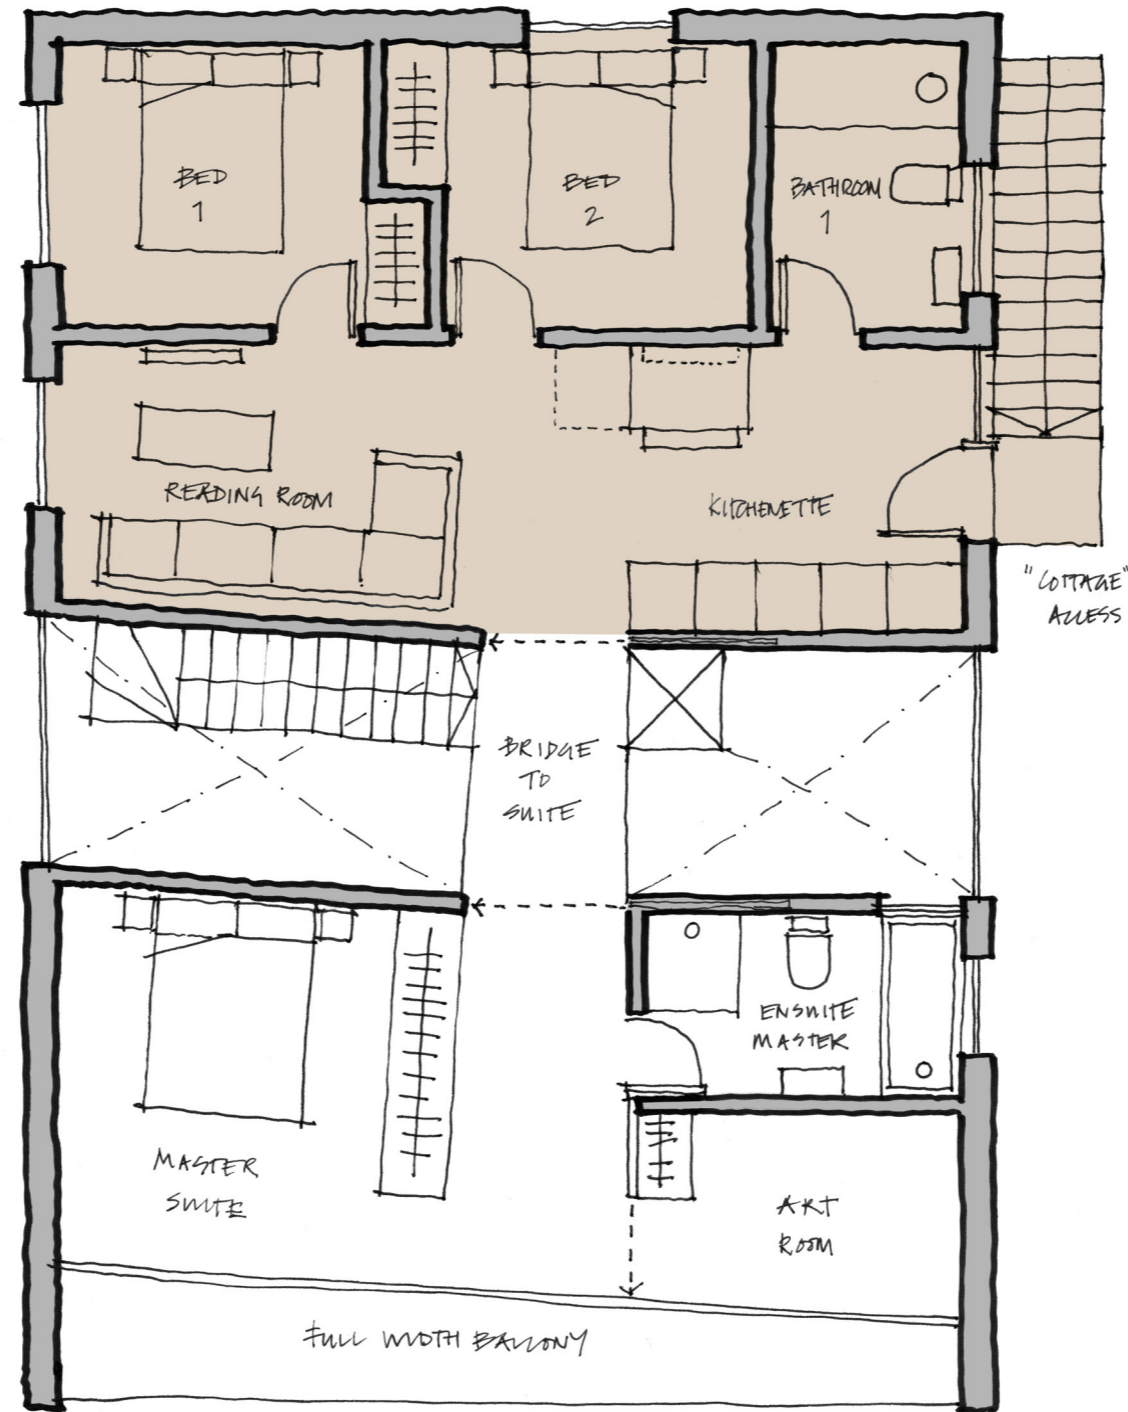 BED
1
BED
2
BATHROOM
1
READING ROOM
KITCHENETTE
"COTTAGE"
ACCESS
BRIDGE
TO
SUITE
ENSUITE
MASTER
MASTER
SUITE
ART
ROOM
FULL WIDTH BALCONY